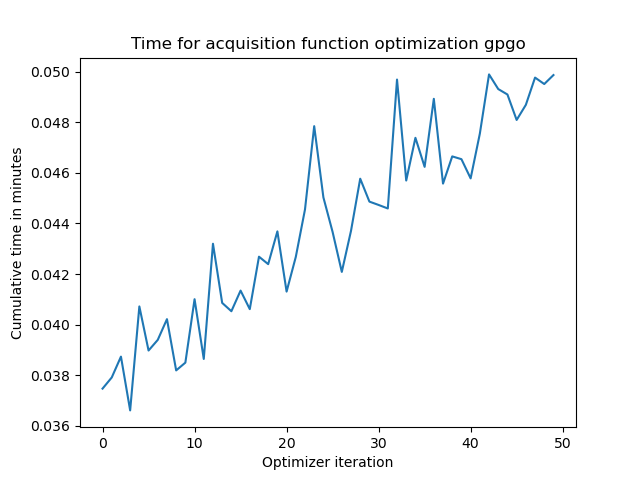 Time for acquisition function optimization gpgo
Cumulative time in minutes
0.050
0.048
0.046
0.044
0.042
0.040
0.038
0.036
0 10 20 30 40 50
Optimizer iteration